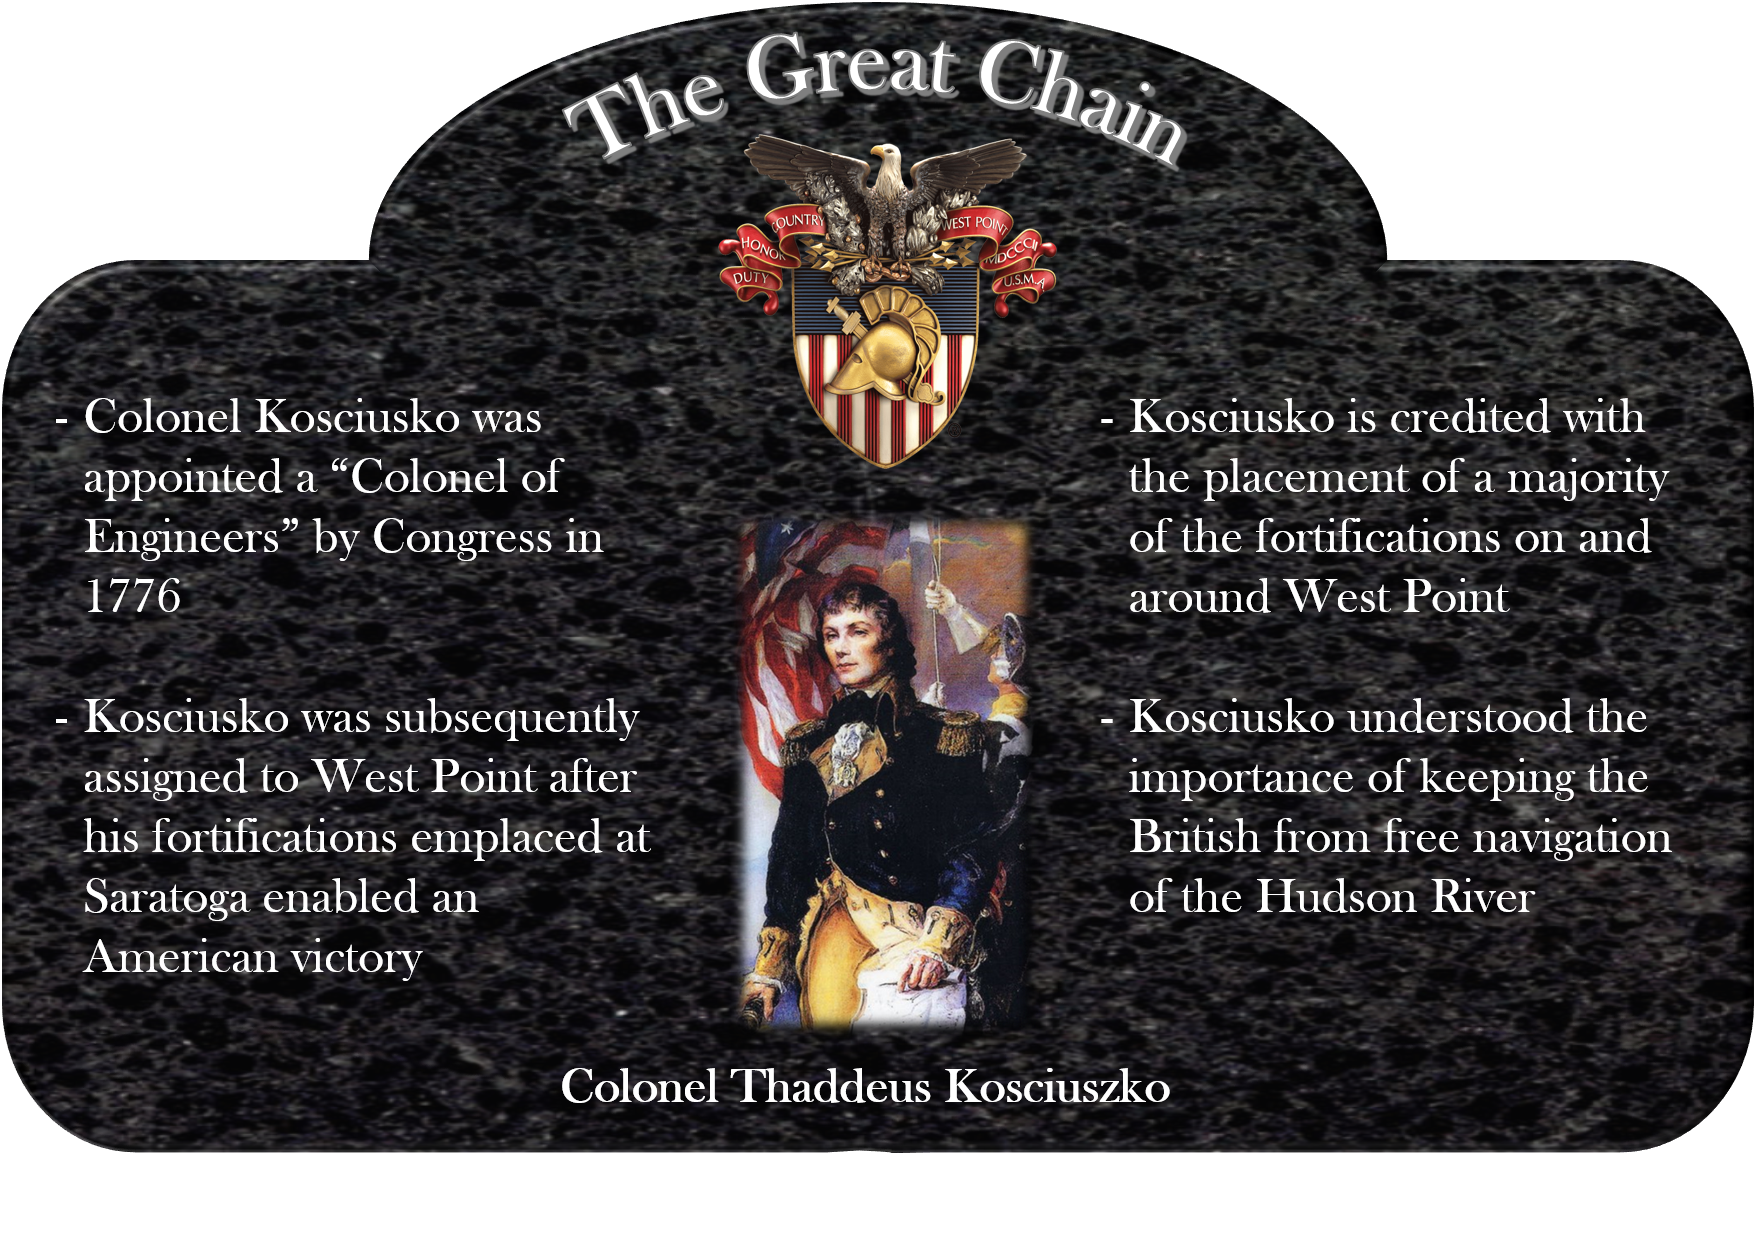 The Great Chain
COUNTRY
HONOR
DUTY
WEST POINT
MDCCCII
U.S.M.A
- Colonel Kosciusko was
appointed a “Colonel of
Engineers” by Congress in
1776
- Kosciusko was subsequently
assigned to West Point after
his fortifications emplaced at
Saratoga enabled an
American victory
- Kosciusko is credited with
the placement of a majority
of the fortifications on and
around West Point
- Kosciusko understood the
importance of keeping the
British from free navigation
of the Hudson River
Colonel Thaddeus Kosciuszko